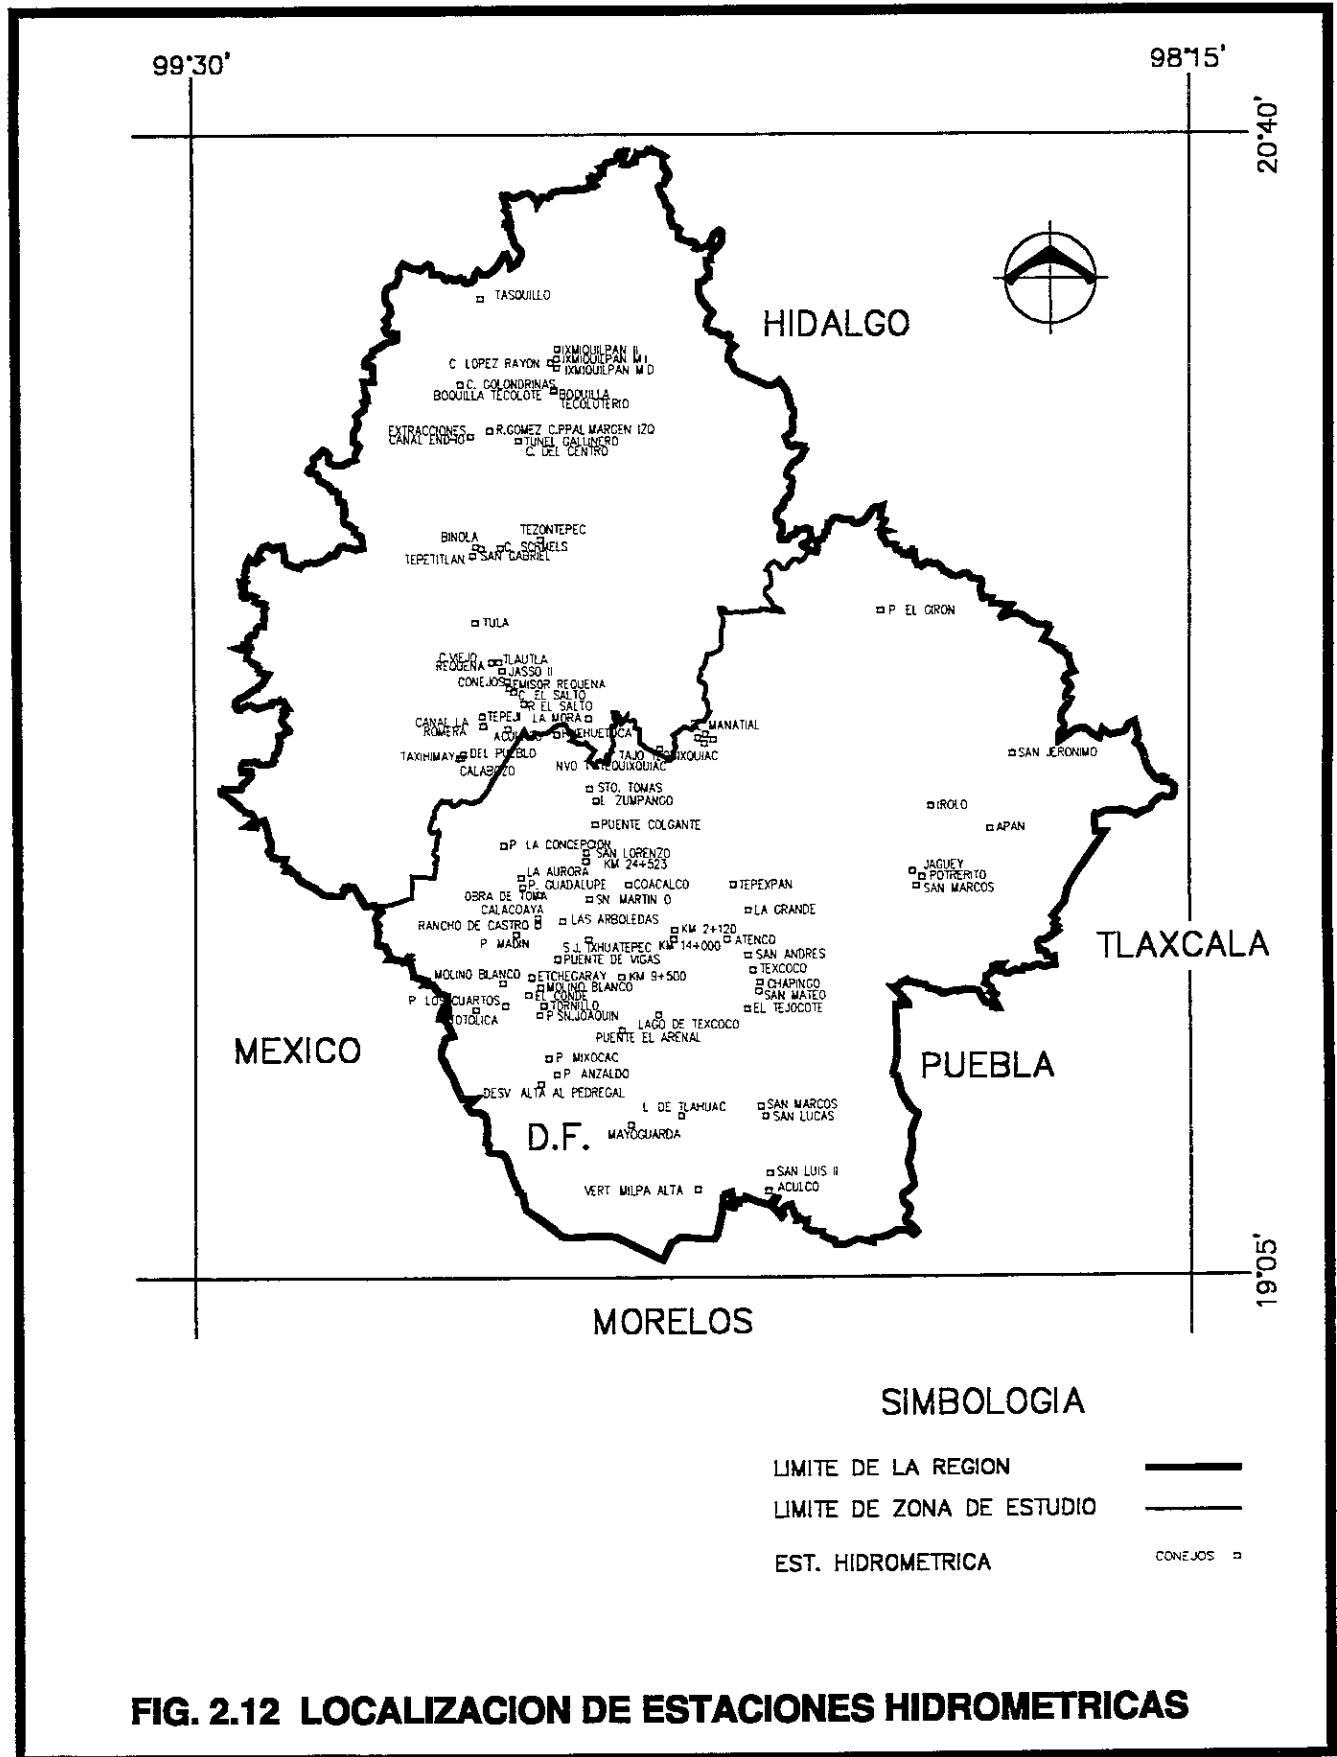 99°30'
98°15'
20°40'
TASQUILLO
HIDALGO
IXMIQUILPAN II
IXMIQUILPAN M I
IXMIQUILPAN M D
C LOPEZ RAYON
C. GOLONDRINAS
BOQUILLA TECOLOTE
BOQUILLA
TECOLUTERIO
EXTRACCIONES
CANAL ENDHO
R.GOMEZ C.PPAL MARGEN IZQ
TUNEL GALLINERO
C. DEL CENTRO
TEZONTEPEC
BINOLA
C. SCHMELS
TEPETITLAN
SAN GABRIEL
P EL GIRON
TULA
C.VIEJO
REQUENA
TLAUTLA
JASSO II
CONEJOS
EMISOR REQUENA
C. EL SALTO
R EL SALTO
TEPEJI
LA MORA
CANAL LA
ROMERA
HUEHUETOCA
MANATIAL
TAXHIMAY
DEL PUEBLO
CALABOZO
TAJO TEQUIXQUIAC
NVO T TEQUIXQUIAC
SAN JERONIMO
STO. TOMAS
L ZUMPANGO
IROLO
PUENTE COLGANTE
APAN
P LA CONCEPCION
SAN LORENZO
KM 24+523
LA AURORA
JAGUEY
POTRERITO
P. GUADALUPE
COACALCO
TEPEXPAN
SAN MARCOS
OBRA DE TOMA
SN MARTIN O
CALACOAYA
LA GRANDE
RANCHO DE CASTRO
LAS ARBOLEDAS
KM 2+120
P MADIN
S.J. IXHUATEPEC
KM 14+000
ATENCO
TLAXCALA
PUENTE DE VIGAS
SAN ANDRES
TEXCOCO
MOLINO BLANCO
ETCHEGARAY
KM 9+500
MOLINO BLANCO
CHAPINGO
EL CONDE
SAN MATEO
P LOS CUARTOS
TORNILLO
EL TEJOCOTE
TOTOLICA
P SN.JOAQUIN
LAGO DE TEXCOCO
PUENTE EL ARENAL
MEXICO
P MIXOCAC
PUEBLA
P ANZALDO
DESV ALTA AL PEDREGAL
L DE TLAHUAC
SAN MARCOS
SAN LUCAS
D.F.
MAYOGUARDA
SAN LUIS II
VERT MILPA ALTA
ACULCO
19°05'
MORELOS
SIMBOLOGIA
LIMITE DE LA REGION
LIMITE DE ZONA DE ESTUDIO
EST. HIDROMETRICA
CONEJOS
FIG. 2.12 LOCALIZACION DE ESTACIONES HIDROMETRICAS